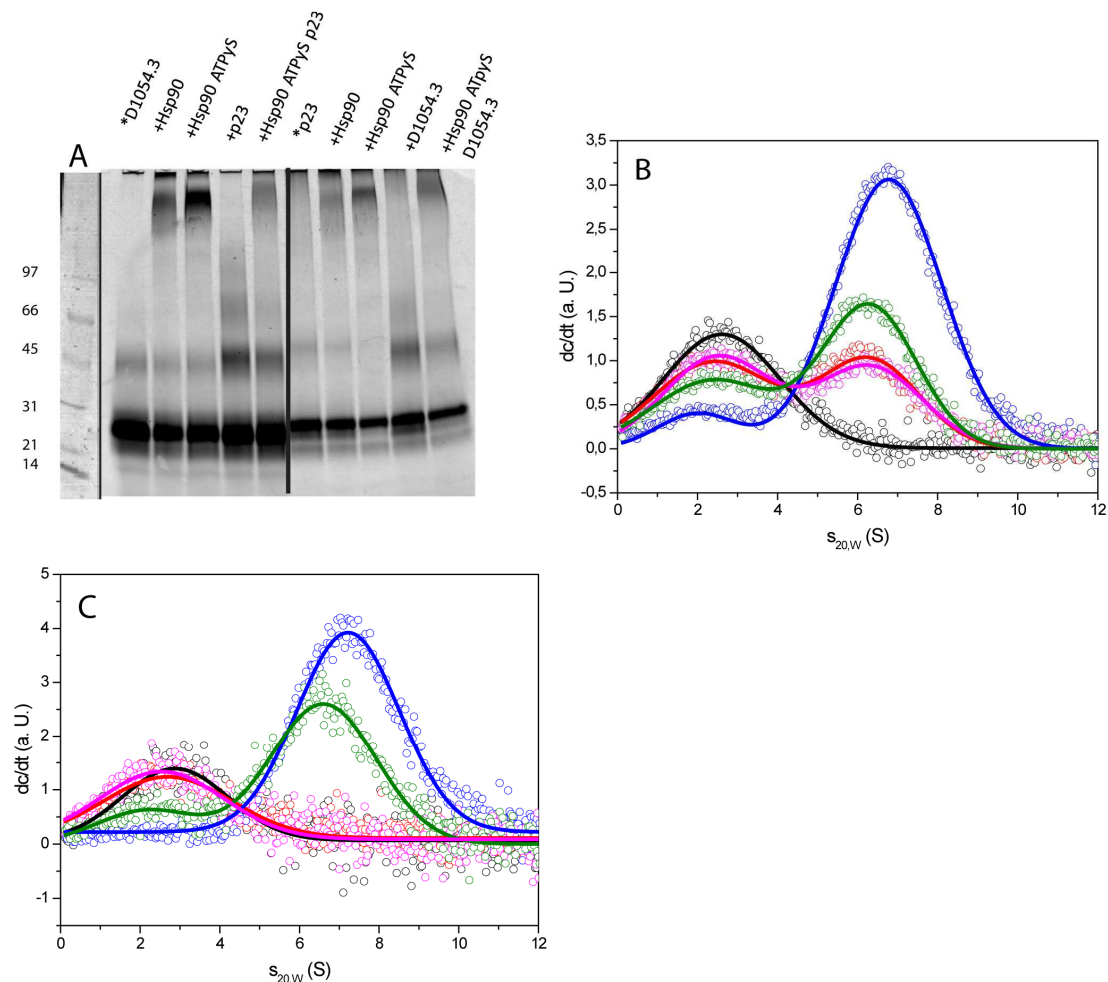 *D1054.3
+Hsp90
+Hsp90 ATPγS
+p23
+Hsp90 ATPγS p23
*p23
+Hsp90
+Hsp90 ATPγS
+D1054.3
+Hsp90 ATPγS
D1054.3
A
97
66
45
31
21
14
B
3,5
3,0
2,5
2,0
1,5
1,0
0,5
0,0
-0,5
dc/dt (a. U.)
0 2 4 6 8 10 12
s20,W (S)
C
5
4
3
2
1
0
-1
dc/dt (a. U.)
0 2 4 6 8 10 12
s20,W (S)